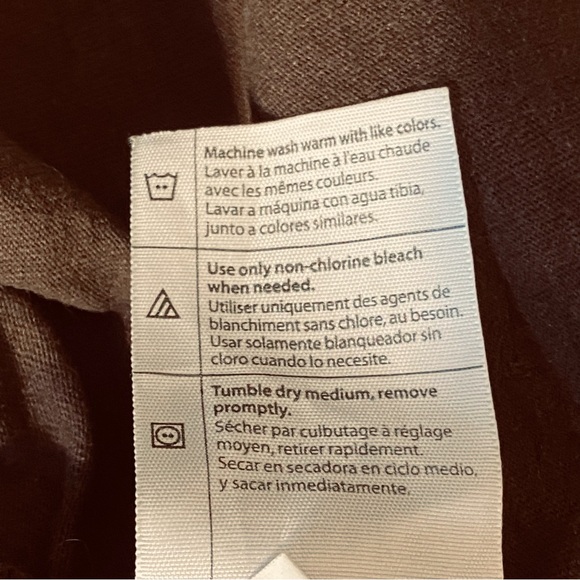 Machine wash warm with like colors.
Laver à la machine à l'eau chaude
avec les mêmes couleurs.
Lavar a máquina con agua tibia,
junto a colores similares.
Use only non-chlorine bleach
when needed.
Utiliser uniquement des agents de
blanchiment sans chlore, au besoin.
Usar solamente blanqueador sin
cloro cuando lo necesite.
Tumble dry medium, remove
promptly.
Sécher par culbutage à réglage
moyen, retirer rapidement.
Secar en secadora en ciclo medio,
y sacar inmediatamente.